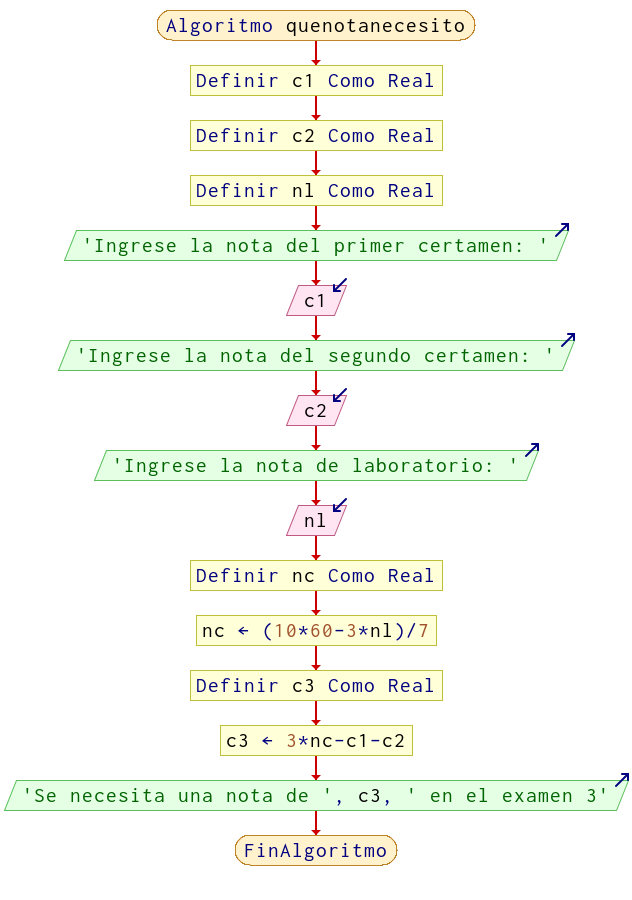 Algoritmo quenotanecesito
Definir c1 Como Real
Definir c2 Como Real
Definir nl Como Real
'Ingrese la nota del primer certamen: '
c1
'Ingrese la nota del segundo certamen: '
c2
'Ingrese la nota de laboratorio: '
nl
Definir nc Como Real
nc ← (10*60-3*nl)/7
Definir c3 Como Real
c3 ← 3*nc-c1-c2
'Se necesita una nota de ', c3, ' en el examen 3'
FinAlgoritmo